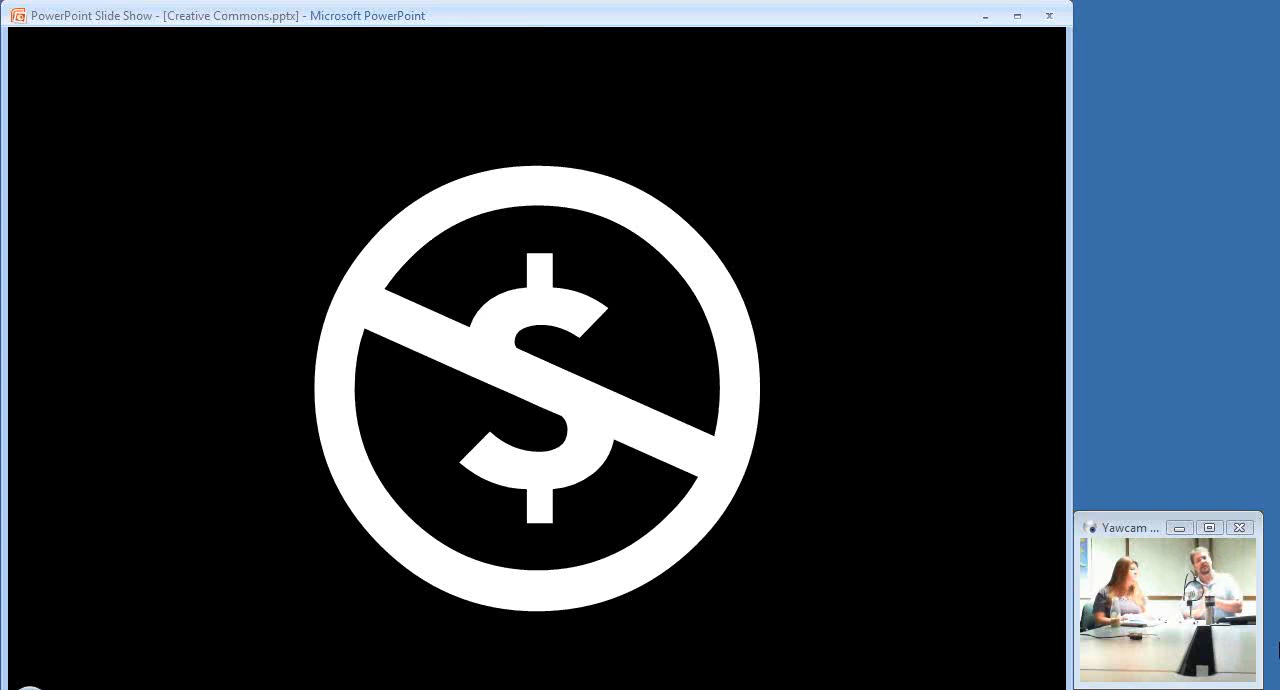 PowerPoint Slide Show - [Creative Commons.pptx] - Microsoft PowerPoint
$
Yawcam ...